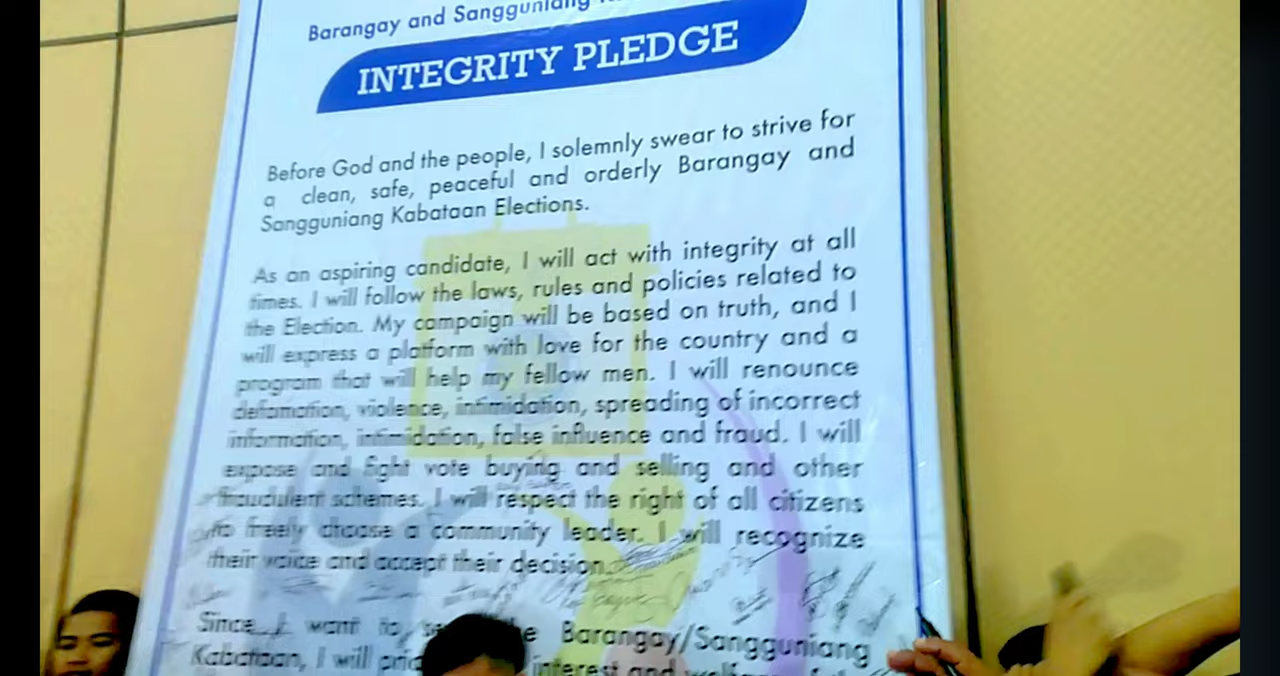 Barangay and Sangguniang
INTEGRITY PLEDGE
Before God and the people, I solemnly swear to strive for
a clean, safe, peaceful and orderly Barangay and
Sangguniang Kabataan Elections.
As an aspiring candidate, I will act with integrity at all
times. I will follow the laws, rules and policies related to
the Election. My campaign will be based on truth, and I
will express a platform with love for the country and a
program that will help my fellow men. I will renounce
defamation, violence, intimidation, spreading of incorrect
information, intimidation, false influence and fraud. I will
expose and fight vote buying and selling and other
fraudulent schemes. I will respect the right of all citizens
to freely choose a community leader. I will recognize
their voice and accept their decision.
Since I want to Barangay/Sangguniang
Kabataan, I will interest and